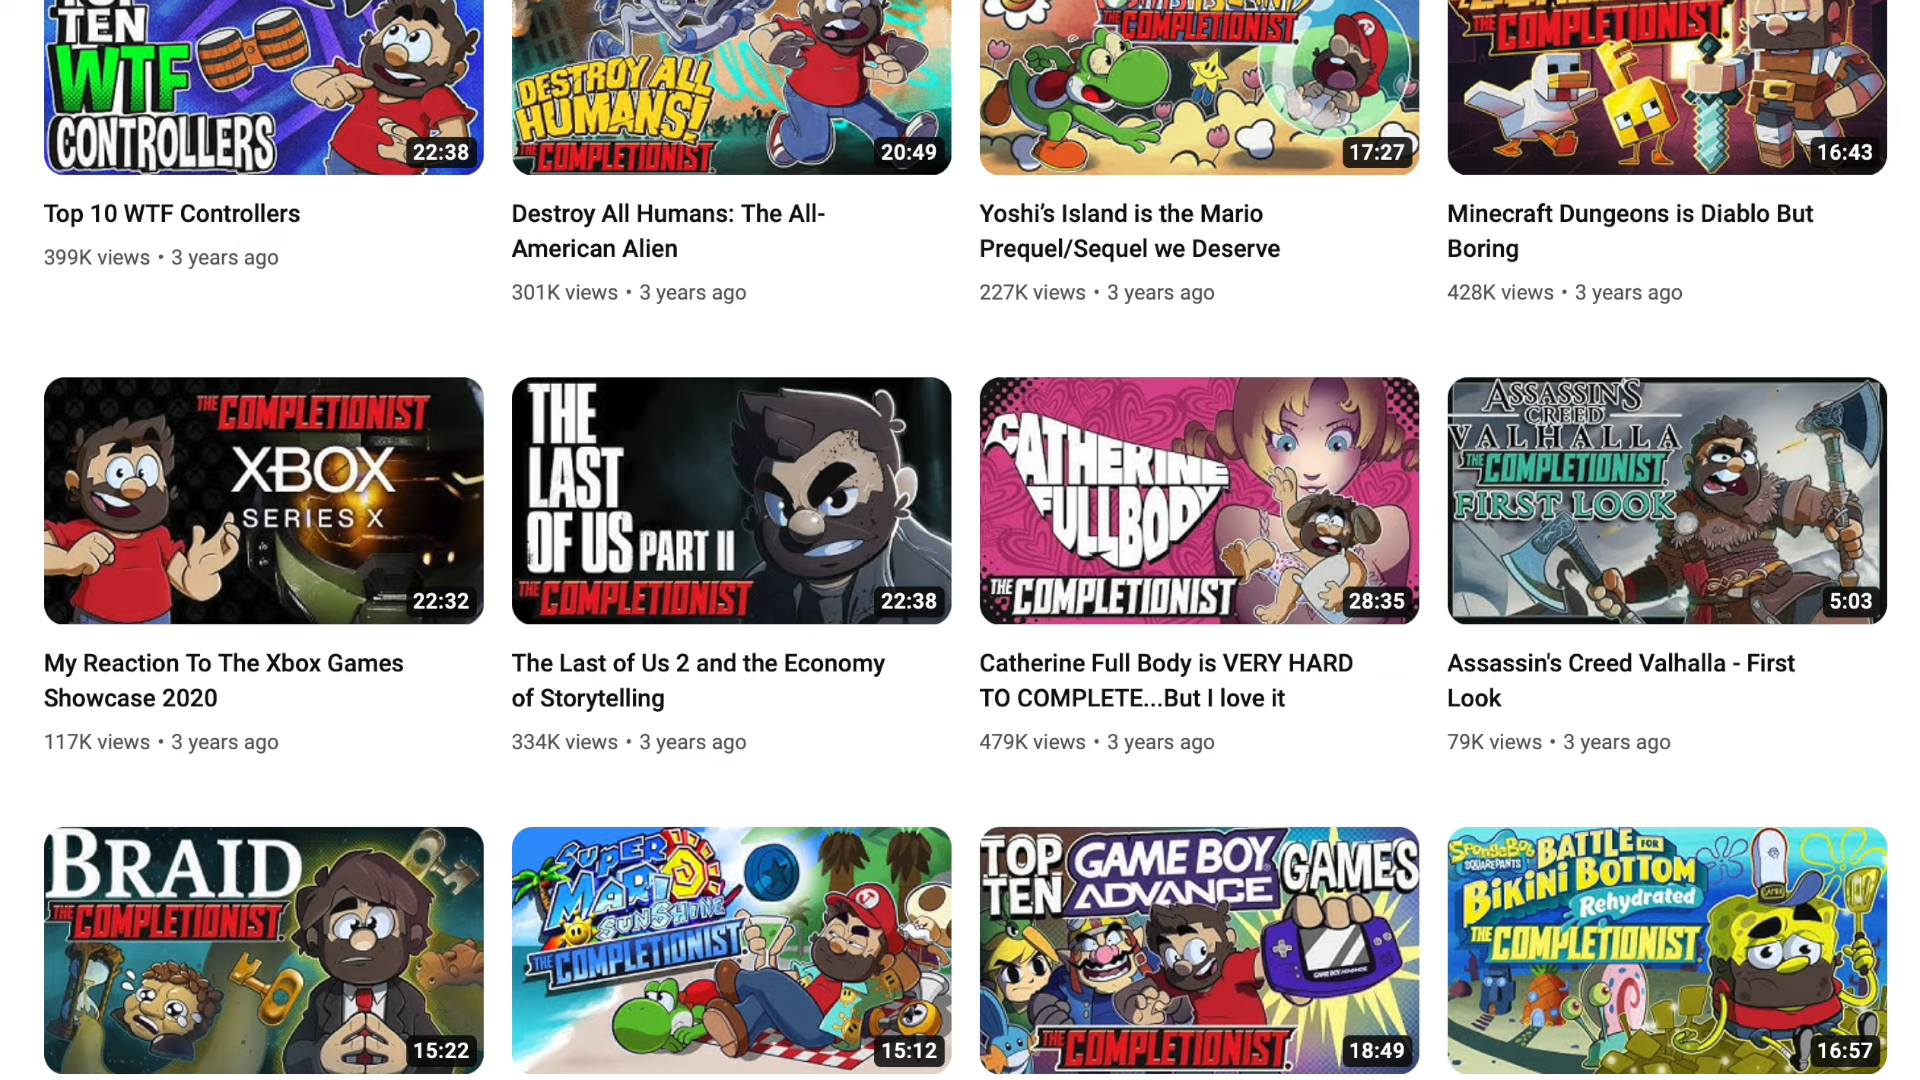 TOP
TEN
WTF
CONTROLLERS
22:38
DESTROY ALL
HUMANS!
THE COMPLETIONIST
20:49
THE COMPLETIONIST.
17:27
THE COMPLETIONIST
16:43
Top 10 WTF Controllers
399K views • 3 years ago
Destroy All Humans: The All-
American Alien
301K views • 3 years ago
Yoshi’s Island is the Mario
Prequel/Sequel we Deserve
227K views • 3 years ago
Minecraft Dungeons is Diablo But
Boring
428K views • 3 years ago
THE COMPLETIONIST
XBOX
SERIES X
22:32
THE
LAST
OF US PART II
THE COMPLETIONIST
22:38
CATHERINE
FULL BODY
THE COMPLETIONIST
28:35
ASSASSIN'S
CREED
VALHALLA
THE COMPLETIONIST.
FIRST LOOK
5:03
My Reaction To The Xbox Games
Showcase 2020
117K views • 3 years ago
The Last of Us 2 and the Economy
of Storytelling
334K views • 3 years ago
Catherine Full Body is VERY HARD
TO COMPLETE...But I love it
479K views • 3 years ago
Assassin's Creed Valhalla - First
Look
79K views • 3 years ago
BRAID
THE COMPLETIONIST.
15:22
SUPER
MARIO
SUNSHINE
THE COMPLETIONIST
15:12
TOP
TEN
GAME BOY
ADVANCE
GAMES
GAME BOY ADVANCE
THE COMPLETIONIST.
18:49
SpongeBob
SQUAREPANTS
BATTLE FOR
BIKINI BOTTOM
Rehydrated
THE COMPLETIONIST.
16:57